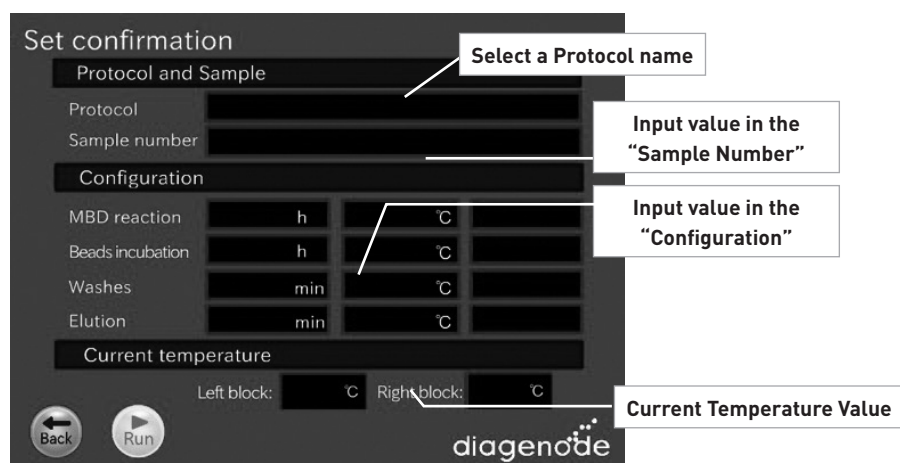 Set confirmation
Select a Protocol name
Protocol and Sample
Protocol
Sample number
Input value in the
“Sample Number”
Configuration
MBD reaction h ℃
Input value in the
“Configuration”
Beads incubation h ℃
Washes min ℃
Elution min ℃
Current temperature
Left block: ℃ Right block: ℃
Current Temperature Value
Back Run
diagenode